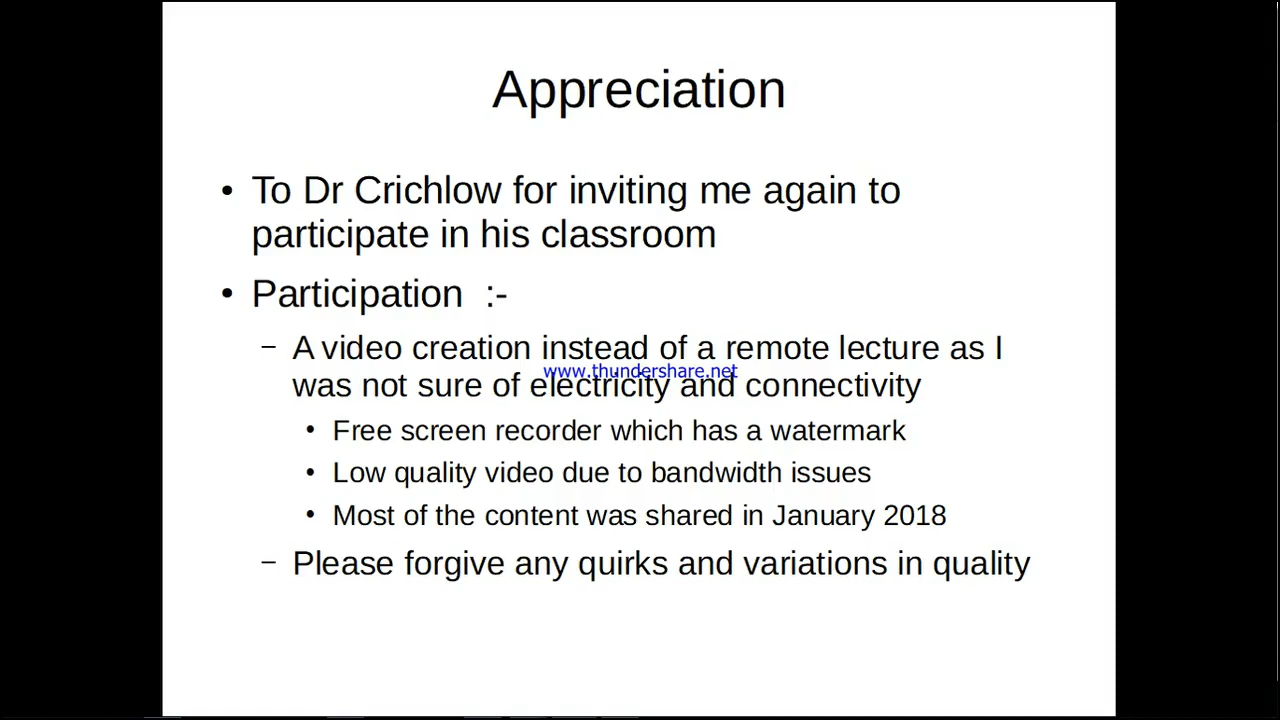 Appreciation
• To Dr Crichlow for inviting me again to
participate in his classroom
• Participation :-
– A video creation instead of a remote lecture as I
www.thundershare.net
was not sure of electricity and connectivity
• Free screen recorder which has a watermark
• Low quality video due to bandwidth issues
• Most of the content was shared in January 2018
– Please forgive any quirks and variations in quality